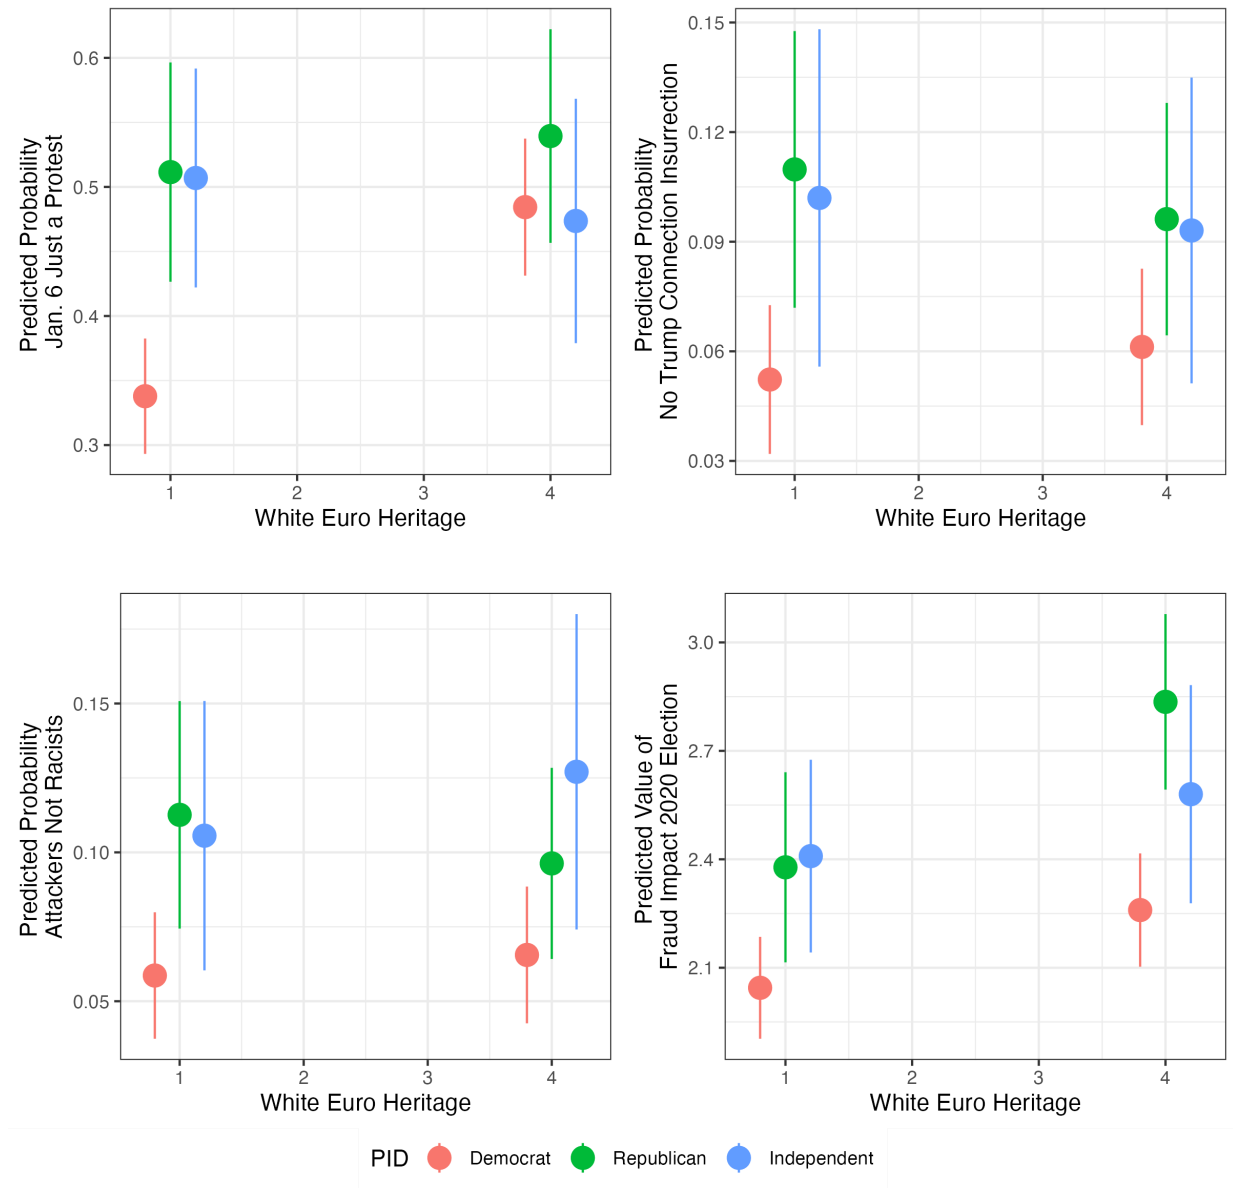 Predicted Probability
Jan. 6 Just a Protest
0.6
0.5
0.4
0.3
1 2 3 4
White Euro Heritage
Predicted Probability
No Trump Connection Insurrection
0.15
0.12
0.09
0.06
0.03
1 2 3 4
White Euro Heritage
Predicted Probability
Attackers Not Racists
0.15
0.10
0.05
1 2 3 4
White Euro Heritage
Predicted Value of
Fraud Impact 2020 Election
3.0
2.7
2.4
2.1
1 2 3 4
White Euro Heritage
PID Democrat Republican Independent